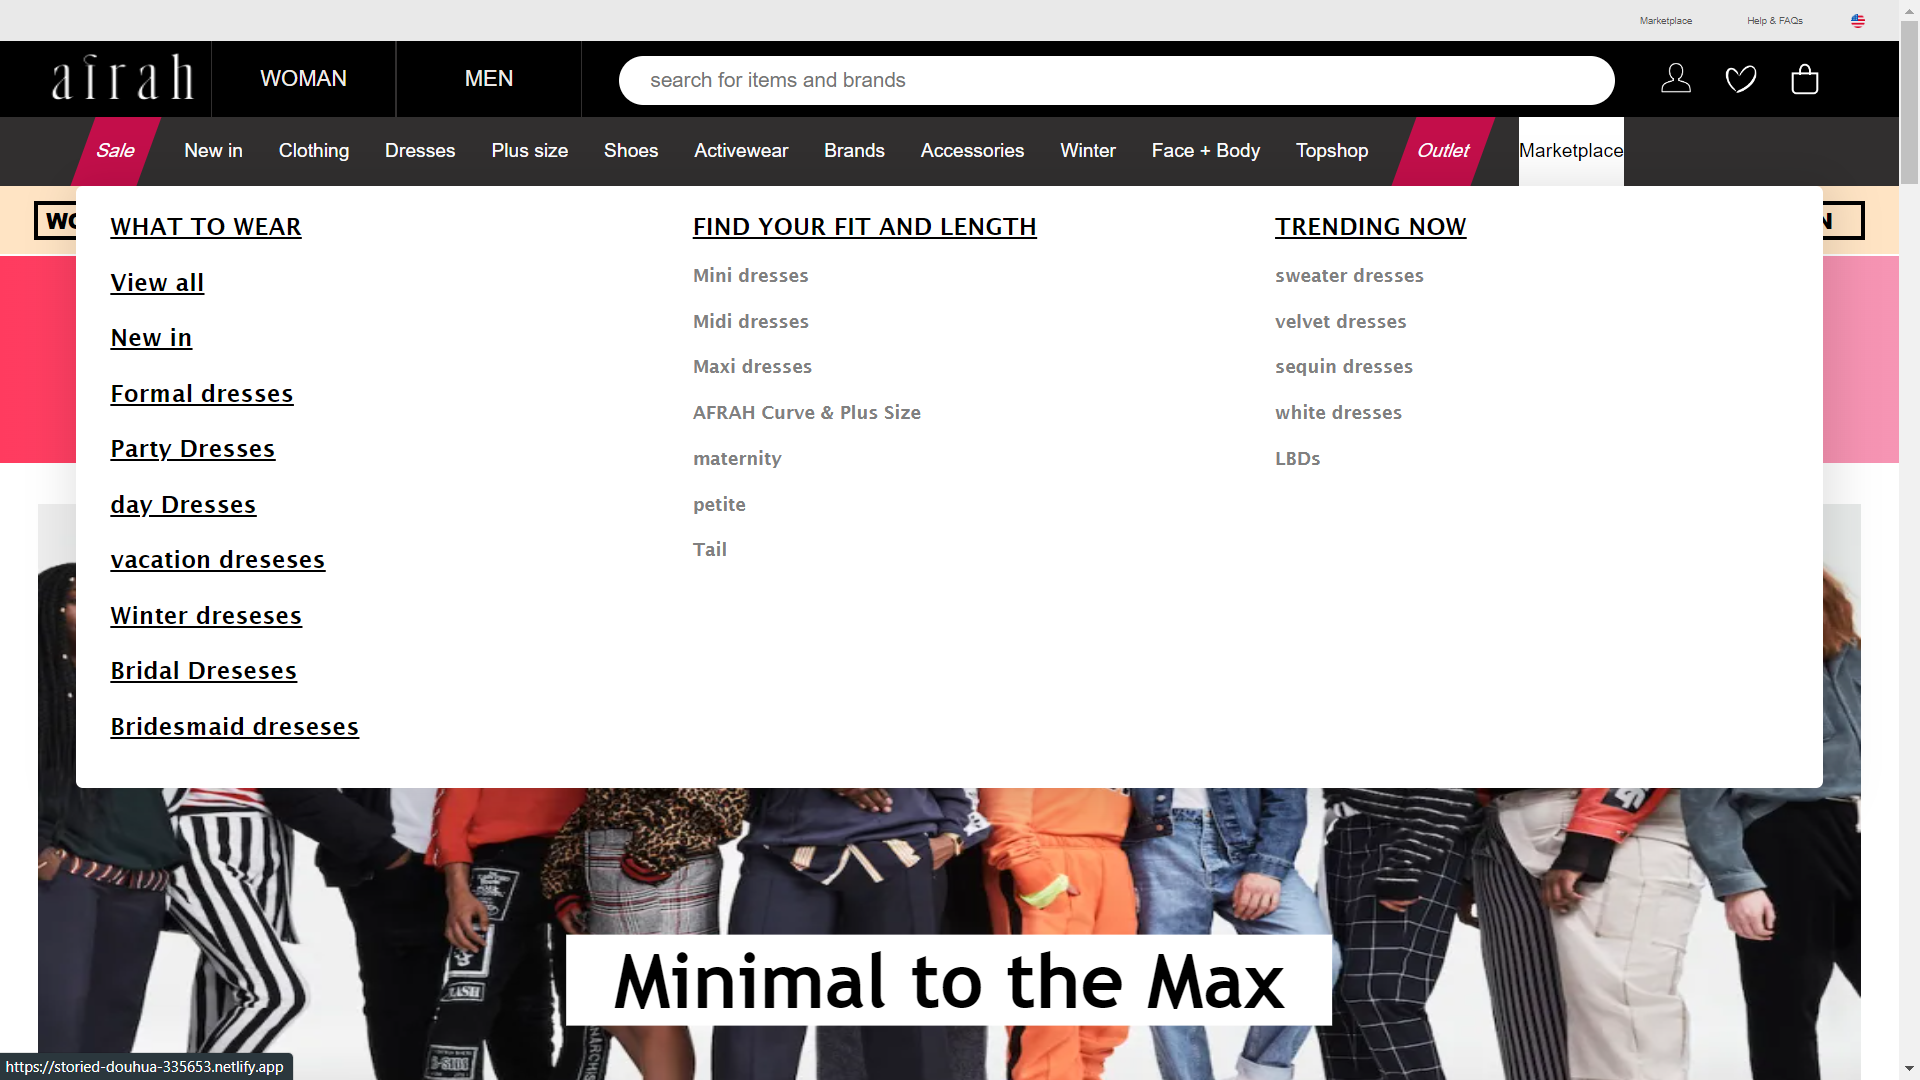 Marketplace Help & FAQs
afrah WOMAN MEN search for items and brands
Sale New in Clothing Dresses Plus size Shoes Activewear Brands Accessories Winter Face + Body Topshop Outlet Marketplace
WHAT TO WEAR
View all
New in
Formal dresses
Party Dresses
day Dresses
vacation dreseses
Winter dreseses
Bridal Dreseses
Bridesmaid dreseses
FIND YOUR FIT AND LENGTH
Mini dresses
Midi dresses
Maxi dresses
AFRAH Curve & Plus Size
maternity
petite
Tail
TRENDING NOW
sweater dresses
velvet dresses
sequin dresses
white dresses
LBDs
Minimal to the Max
https://storied-douhua-335653.netlify.app